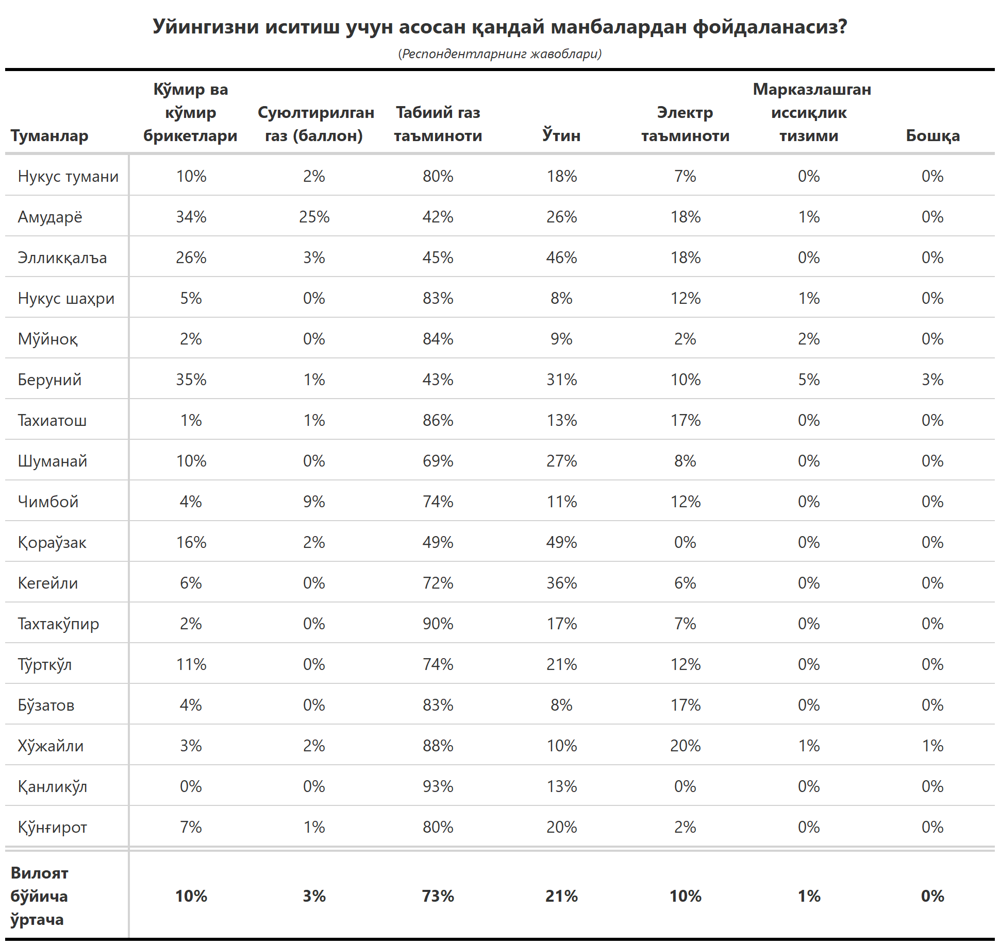 Уйингизни иситиш учун асосан қандай манбалардан фойдаланасиз?
(Респондентларнинг жавоблари)
Туманлар Кўмир ва кўмир брикетлари Суюлтирилган газ (баллон) Табиий газ таъминоти Ўтин Электр таъминоти Марказлашган иссиқлик тизими Бошқа
Нукус тумани 10% 2% 80% 18% 7% 0% 0%
Амударё 34% 25% 42% 26% 18% 1% 0%
Элликқалъа 26% 3% 45% 46% 18% 0% 0%
Нукус шаҳри 5% 0% 83% 8% 12% 1% 0%
Мўйноқ 2% 0% 84% 9% 2% 2% 0%
Беруний 35% 1% 43% 31% 10% 5% 3%
Тахиатош 1% 1% 86% 13% 17% 0% 0%
Шуманай 10% 0% 69% 27% 8% 0% 0%
Чимбой 4% 9% 74% 11% 12% 0% 0%
Қораўзак 16% 2% 49% 49% 0% 0% 0%
Кегейли 6% 0% 72% 36% 6% 0% 0%
Тахтакўпир 2% 0% 90% 17% 7% 0% 0%
Тўрткўл 11% 0% 74% 21% 12% 0% 0%
Бўзатов 4% 0% 83% 8% 17% 0% 0%
Хўжайли 3% 2% 88% 10% 20% 1% 1%
Қанликўл 0% 0% 93% 13% 0% 0% 0%
Қўнғирот 7% 1% 80% 20% 2% 0% 0%
Вилоят бўйича ўртача 10% 3% 73% 21% 10% 1% 0%